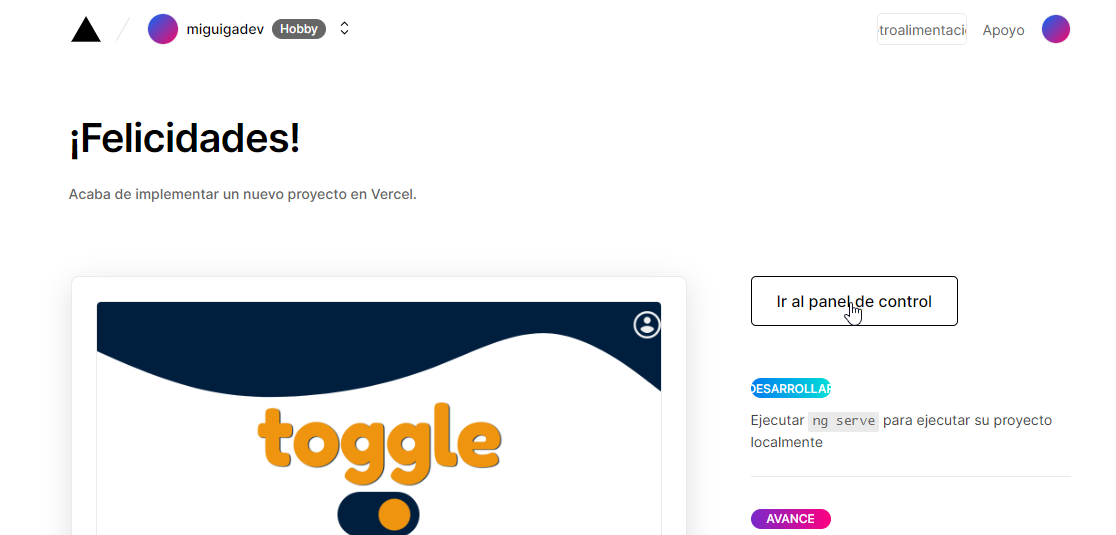 miguigadev Hobby
troalimentaci
Apoyo
¡Felicidades!
Acaba de implementar un nuevo proyecto en Vercel.
toggle
Ir al panel de control
DESARROLLAR
Ejecutar ng serve para ejecutar su proyecto
localmente
AVANCE